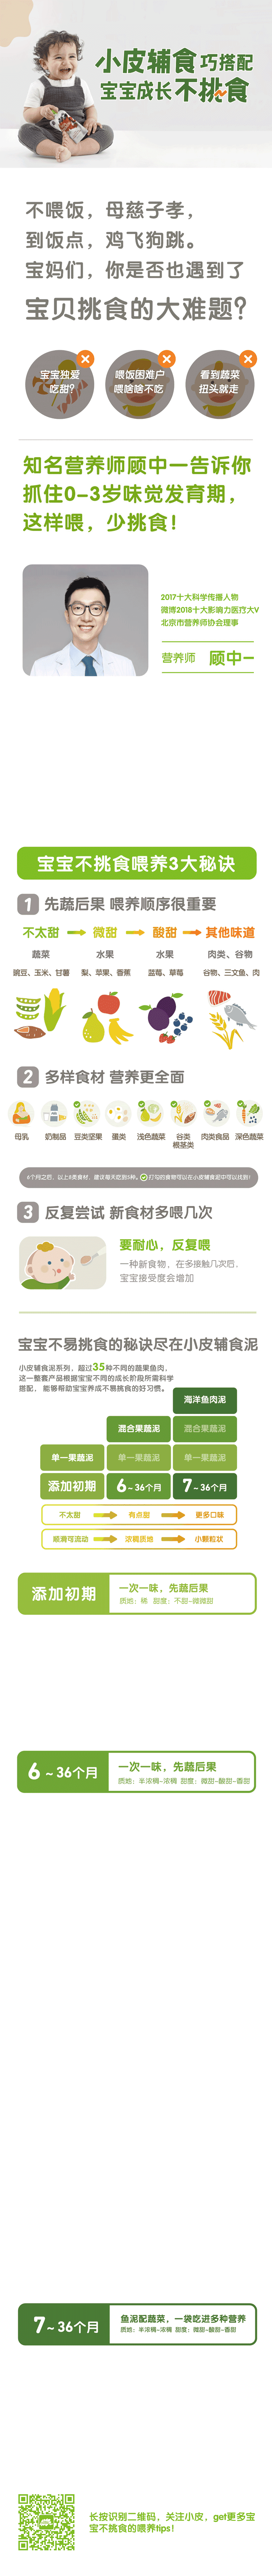 小皮辅食 巧搭配
宝宝成长 不挑食
不喂饭，母慈子孝，
到饭点，鸡飞狗跳。
宝妈们，你是否也遇到了
宝贝挑食的大难题？
宝宝独爱
吃甜？
喂饭困难户
喂啥啥不吃
看到蔬菜
扭头就走
知名营养师顾中一告诉你
抓住0-3岁味觉发育期，
这样喂，少挑食！
2017十大科学传播人物
微博2018十大影响力医疗大V
北京市营养师协会理事
营养师 顾中一
宝宝不挑食喂养3大秘诀
1 先蔬后果 喂养顺序很重要
不太甜 微甜 酸甜 其他味道
蔬菜 水果 水果 肉类、谷物
豌豆、玉米、甘薯 梨、苹果、香蕉 蓝莓、草莓 谷物、三文鱼、肉
2 多样食材 营养更全面
母乳 奶制品 豆类坚果 蛋类 浅色蔬菜 谷类 肉类食品 深色蔬菜
根茎类
6个月之后，以上8类食材，建议每天吃到5种。打勾的食物可以在小皮辅食泥中可以找到！
3 反复尝试 新食材多喂几次
要耐心，反复喂
一种新食物，在多接触几次后，
宝宝接受度会增加
宝宝不易挑食的秘诀尽在小皮辅食泥
小皮辅食泥系列，超过35种不同的蔬果鱼肉，
这一整套产品根据宝宝不同的成长阶段所需科学
搭配， 能够帮助宝宝养成不易挑食的好习惯。
海洋鱼肉泥
混合果蔬泥 混合果蔬泥
单一果蔬泥 单一果蔬泥 单一果蔬泥
添加初期 6~36个月 7~36个月
不太甜 有点甜 更多口味
顺滑可流动 浓稠质地 小颗粒状
添加初期
一次一味，先蔬后果
质地：稀 甜度：不甜-微微甜
6~36个月
一次一味，先蔬后果
质地：半浓稠-浓稠 甜度：微甜-酸甜-香甜
7~36个月
鱼泥配蔬菜，一袋吃进多种营养
质地：半浓稠-浓稠 甜度：微甜-酸甜-香甜
长按识别二维码，关注小皮，get更多宝
宝不挑食的喂养tips！